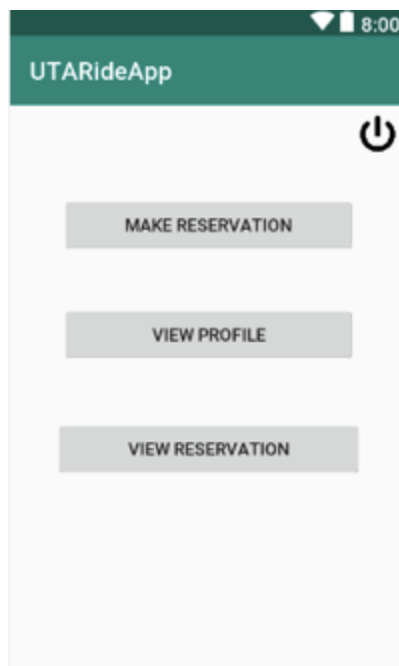 8:00
UTARideApp
MAKE RESERVATION
VIEW PROFILE
VIEW RESERVATION